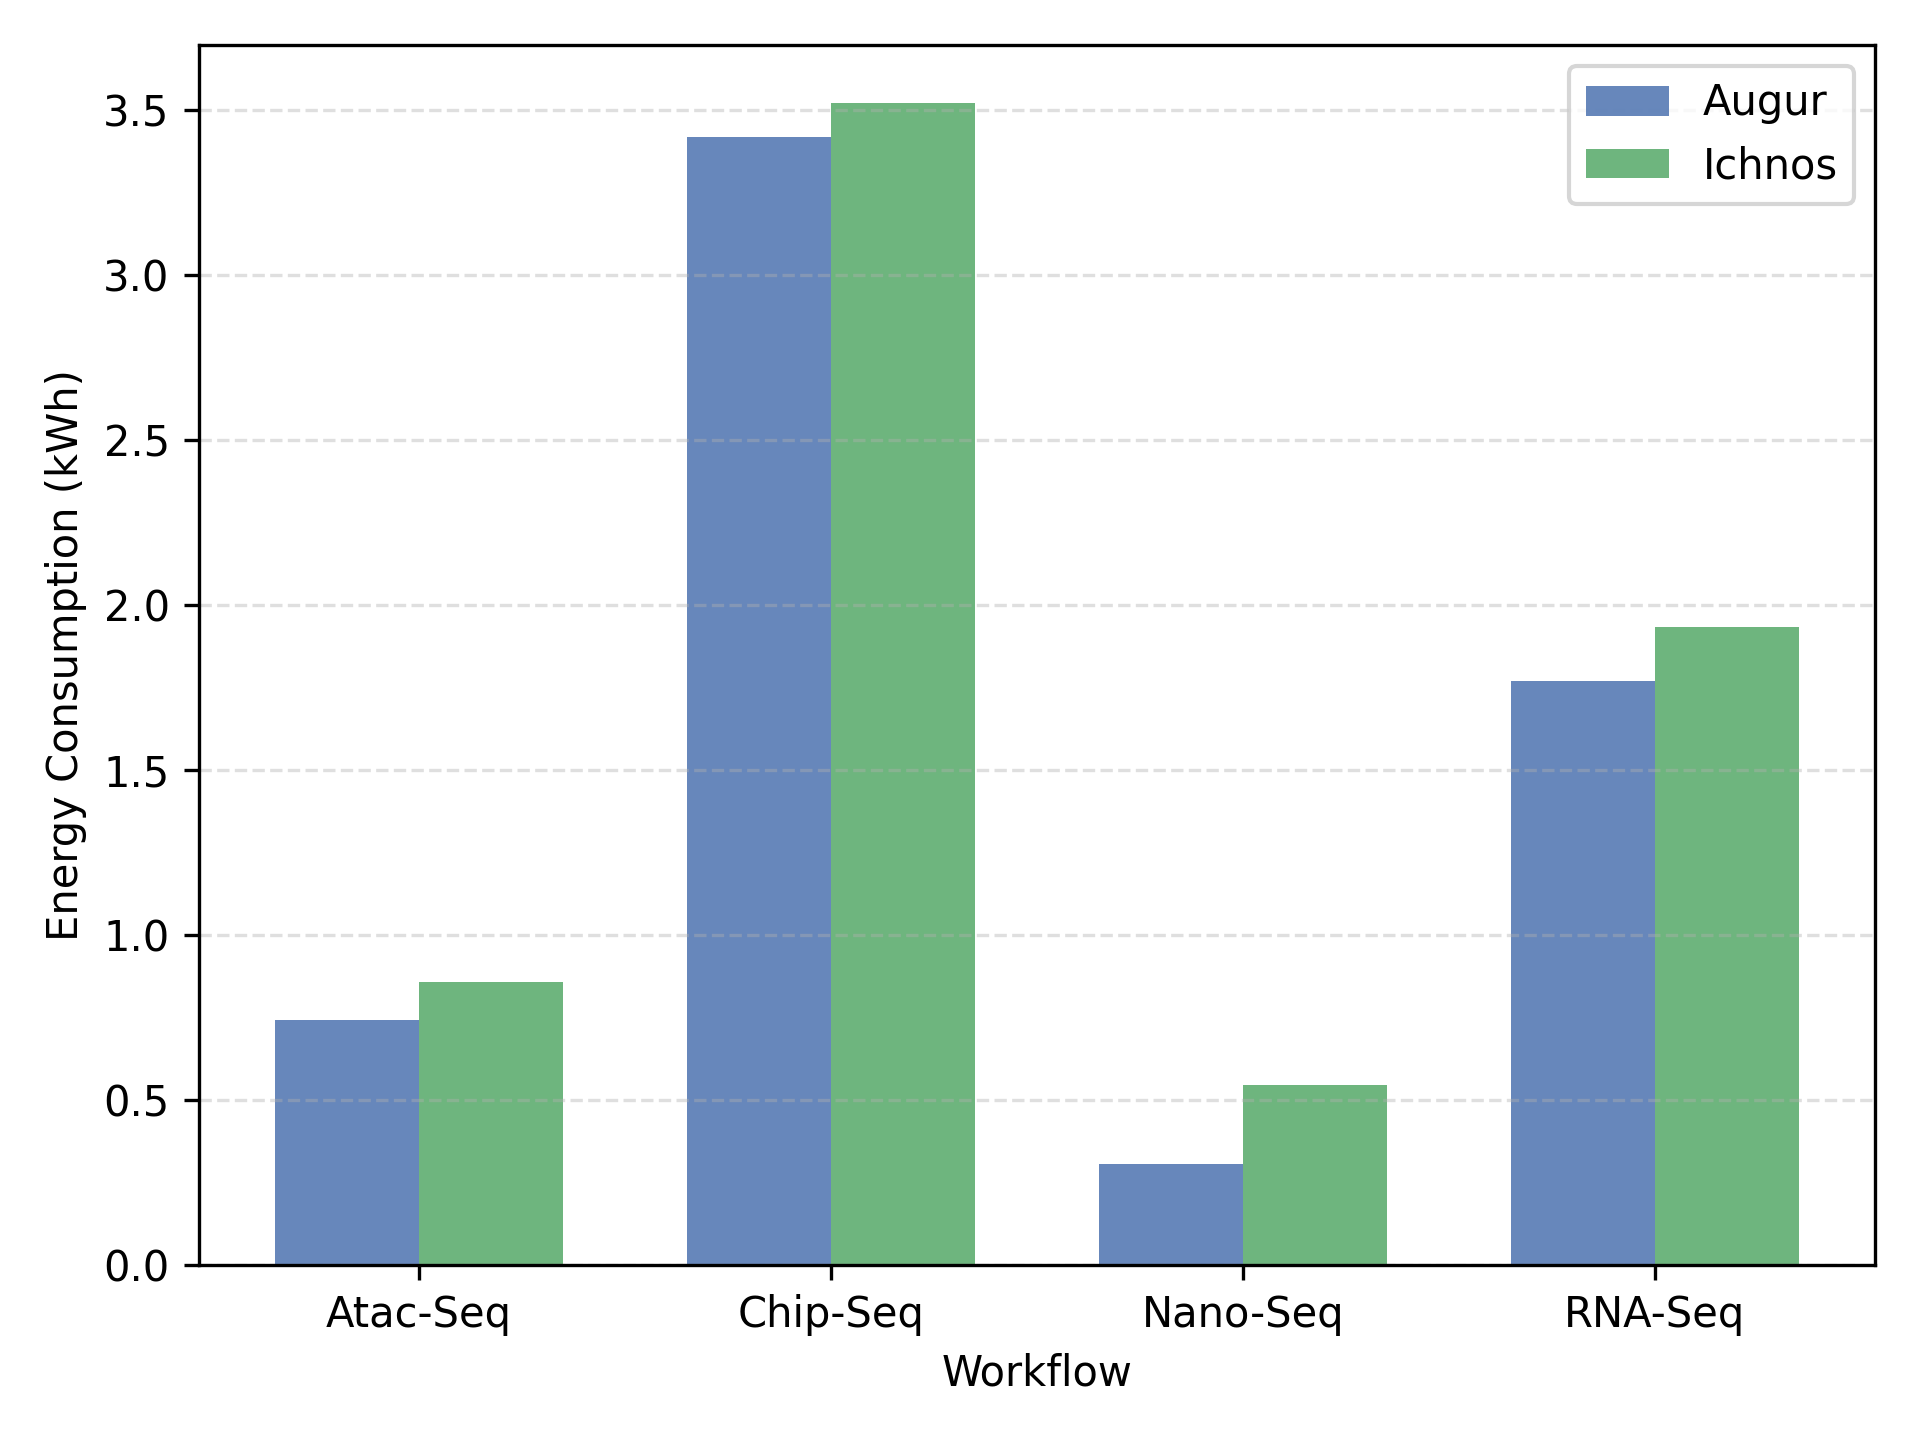 Augur
Ichnos
3.5
3.0
2.5
2.0
1.5
1.0
0.5
0.0
Energy Consumption (kWh)
Atac-Seq Chip-Seq Nano-Seq RNA-Seq
Workflow